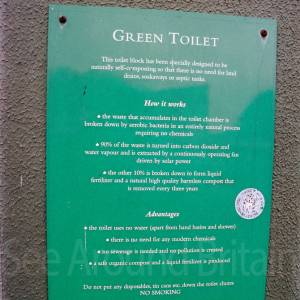 GREEN TOILET
This toilet block has been specially designed to be
naturally self-composting so that there is no need for land
drains, soakaways or septic tanks.
How it works
• the waste that accumulates in the toilet chamber is
broken down by aerobic bacteria in an entirely natural process
requiring no chemicals
• 90% of the waste is turned into carbon dioxide and
water vapour and is extracted by a continuously operating fan
driven by solar power
• the other 10% is broken down to form liquid
fertilizer and a natural high quality harmless compost that
is removed every three years
Advantages
• the toilet uses no water (apart from hand basins and shower)
• there is no need for any modern chemicals
• no sewerage is needed and no pollution is created
• a safe organic compost and a liquid fertilizer is produced
Do not put any disposables, tin cans etc. down the toilet chutes
NO SMOKING